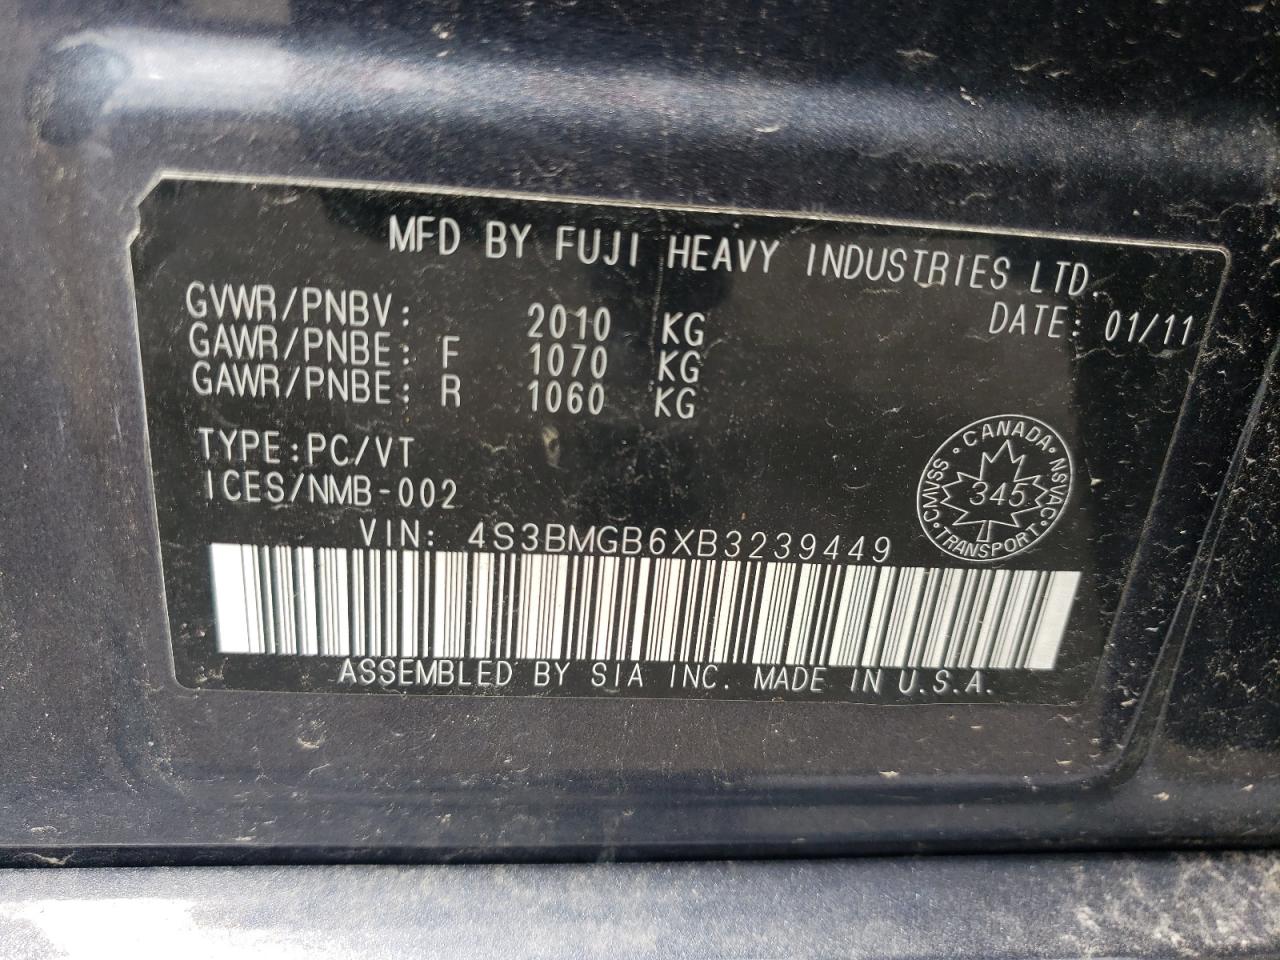 MFD BY FUJI HEAVY INDUSTRIES LTD.
DATE: 01/11
GVWR/PNBV: 2010 KG
GAWR/PNBE: F 1070 KG
GAWR/PNBE: R 1060 KG
TYPE:PC/VT
ICES/NMB-002
CANADA
CMVSS · NSVAC
345
TRANSPORT
VIN: 4S3BMGB6XB3239449
ASSEMBLED BY SIA INC. MADE IN U.S.A.